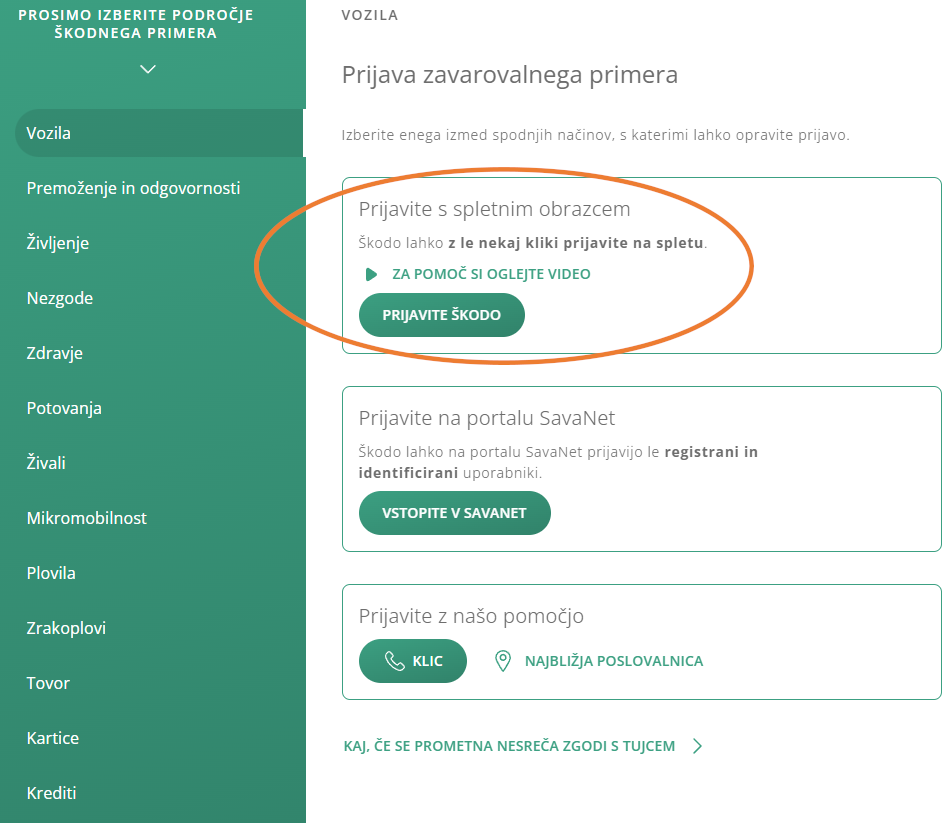 PROSIMO IZBERITE PODROČJE
ŠKODNEGA PRIMERA
Vozila
Premoženje in odgovornosti
Življenje
Nezgode
Zdravje
Potovanja
Živali
Mikromobilnost
Plovila
Zrakoplovi
Tovor
Kartice
Krediti
VOZILA
Prijava zavarovalnega primera
Izberite enega izmed spodnjih načinov, s katerimi lahko opravite prijavo.
Prijavite s spletnim obrazcem
Škodo lahko z le nekaj kliki prijavite na spletu.
ZA POMOČ SI OGLEJTE VIDEO
PRIJAVITE ŠKODO
Prijavite na portalu SavaNet
Škodo lahko na portalu SavaNet prijavijo le registrani in
identificirani uporabniki.
VSTOPITE V SAVANET
Prijavite z našo pomočjo
KLIC
NAJBLIŽJA POSLOVALNICA
KAJ, ČE SE PROMETNA NESREČA ZGODI S TUJCEM